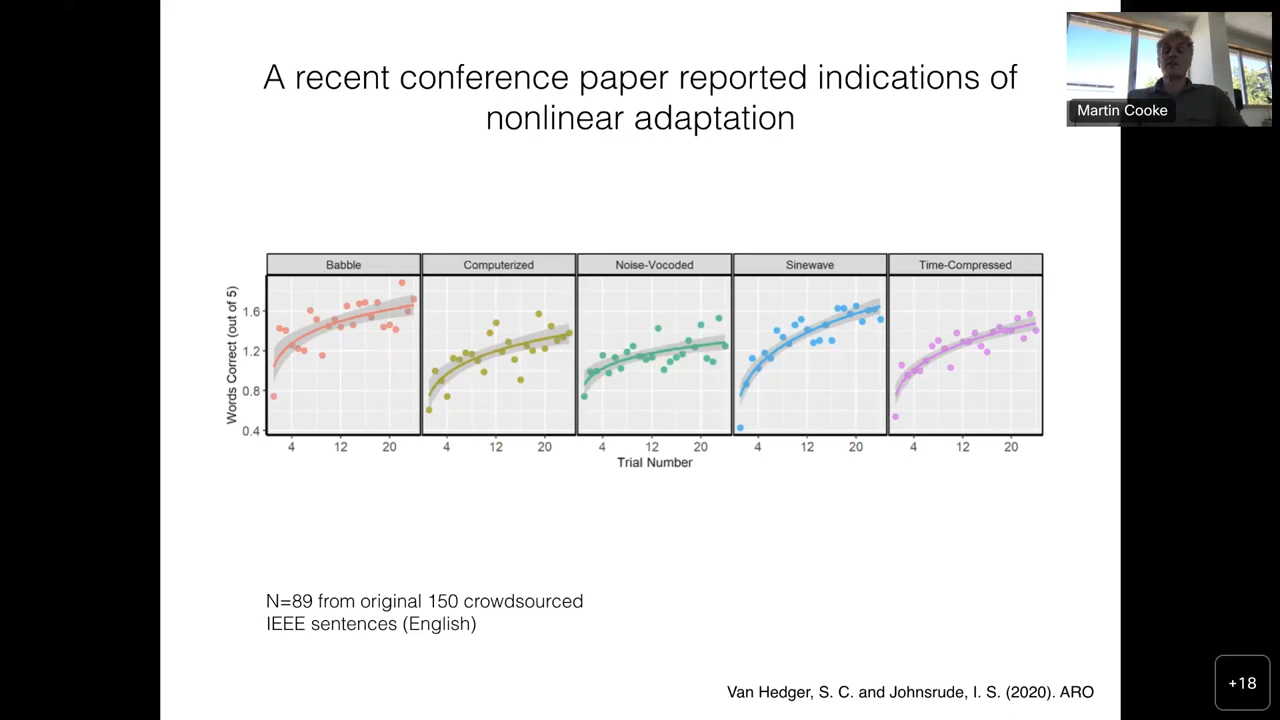 A recent conference paper reported indications of
nonlinear adaptation
Martin Cooke
Babble
Computerized
Noise-Vocoded
Sinewave
Time-Compressed
Words Correct (out of 5)
1.6
1.2
0.8
0.4
4 12 20
4 12 20
4 12 20
4 12 20
4 12 20
Trial Number
N=89 from original 150 crowdsourced
IEEE sentences (English)
Van Hedger, S. C. and Johnsrude, I. S. (2020). ARO
+18